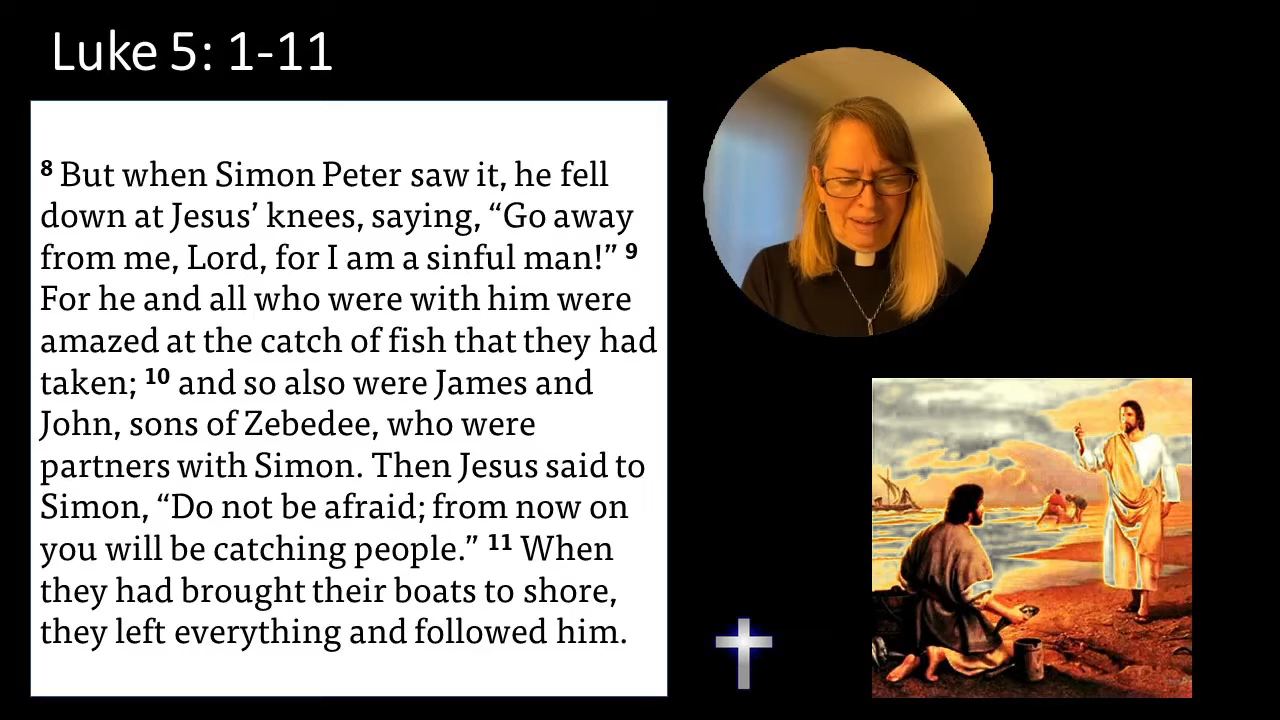 Luke 5: 1-11
8 But when Simon Peter saw it, he fell
down at Jesus’ knees, saying, “Go away
from me, Lord, for I am a sinful man!” 9
For he and all who were with him were
amazed at the catch of fish that they had
taken; 10 and so also were James and
John, sons of Zebedee, who were
partners with Simon. Then Jesus said to
Simon, “Do not be afraid; from now on
you will be catching people.” 11 When
they had brought their boats to shore,
they left everything and followed him.